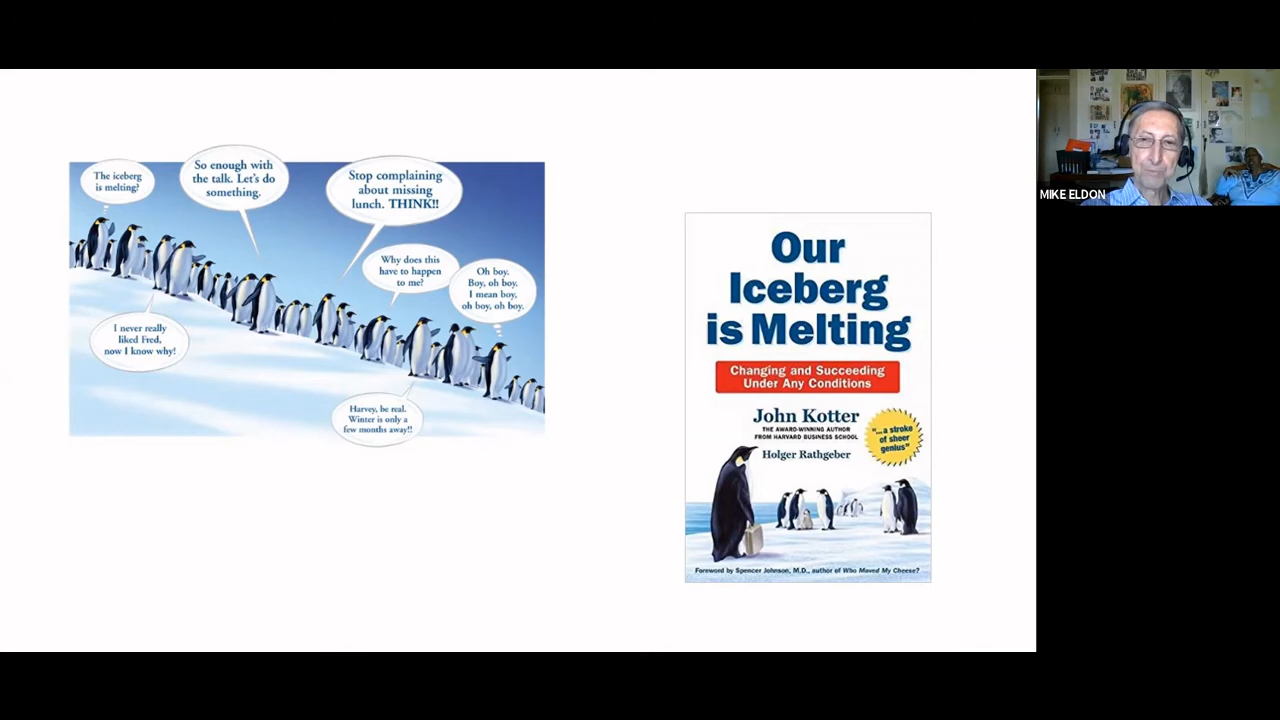 The iceberg
is melting?
So enough with
the talk. Let's do
something.
Stop complaining
about missing
lunch. THINK!!
Why does this
have to happen
to me?
Oh boy.
Boy, oh boy.
I mean boy,
oh boy, oh boy.
I never really
liked Fred,
now I know why!
Harvey, be real.
Winter is only a
few months away!!
Our
Iceberg
is Melting
Changing and Succeeding
Under Any Conditions
John Kotter
THE AWARD-WINNING AUTHOR
FROM HARVARD BUSINESS SCHOOL
Holger Rathgeber
"...a stroke
of sheer
genius"
Foreword by Spencer Johnson, M.D., author of Who Moved My Cheese?
MIKE ELDON